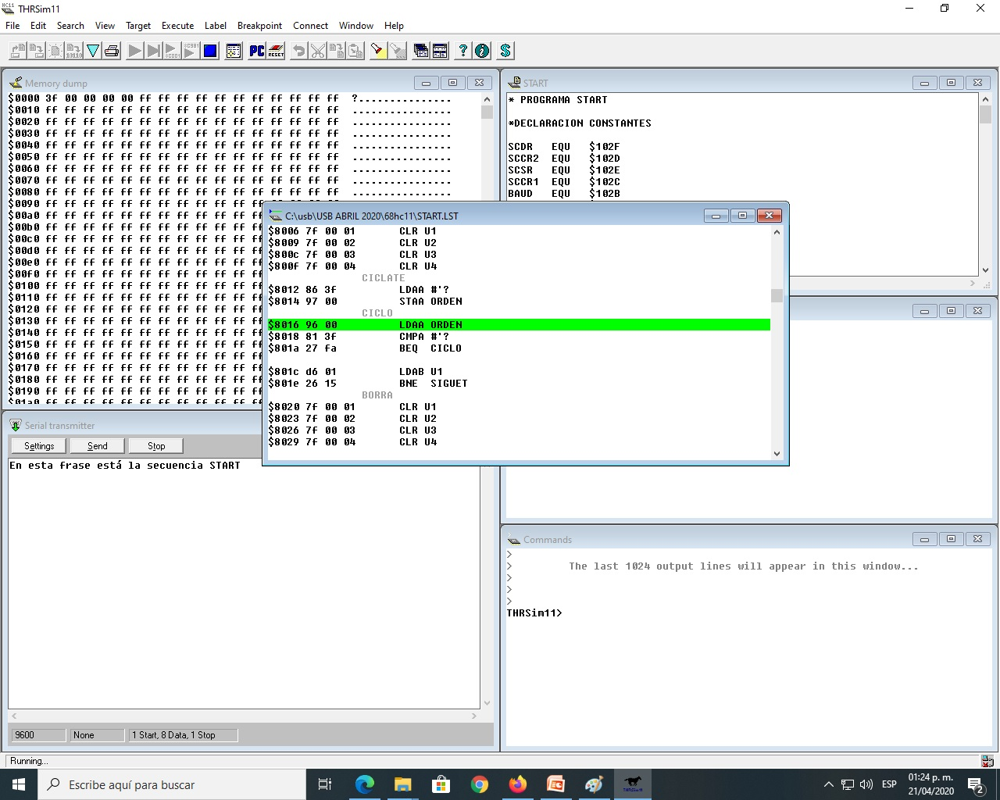 THRSim11
File Edit Search View Target Execute Label Breakpoint Connect Window Help
Memory dump
$0000 3f 00 00 00 00 ff ff ff ff ff ff ff ff ff ff ff ?...............
$0010 ff ff ff ff ff ff ff ff ff ff ff ff ff ff ff ff ................
$0020 ff ff ff ff ff ff ff ff ff ff ff ff ff ff ff ff ................
$0030 ff ff ff ff ff ff ff ff ff ff ff ff ff ff ff ff ................
$0040 ff ff ff ff ff ff ff ff ff ff ff ff ff ff ff ff ................
$0050 ff ff ff ff ff ff ff ff ff ff ff ff ff ff ff ff ................
$0060 ff ff ff ff ff ff ff ff ff ff ff ff ff ff ff ff ................
$0070 ff ff ff ff ff ff ff ff ff ff ff ff ff ff ff ff ................
$0080 ff ff ff ff ff ff ff ff ff ff ff ff ff ff ff ff ................
$0090 ff ff ff ff ff ff ff ff ff ff ff ff
$00a0 ff ff ff ff ff ff ff ff ff ff ff ff
$00b0 ff ff ff ff ff ff ff ff ff ff ff ff
$00c0 ff ff ff ff ff ff ff ff ff ff ff ff
$00d0 ff ff ff ff ff ff ff ff ff ff ff ff
$00e0 ff ff ff ff ff ff ff ff ff ff ff ff
$00f0 ff ff ff ff ff ff ff ff ff ff ff ff
$0100 ff ff ff ff ff ff ff ff ff ff ff ff
$0110 ff ff ff ff ff ff ff ff ff ff ff ff
$0120 ff ff ff ff ff ff ff ff ff ff ff ff
$0130 ff ff ff ff ff ff ff ff ff ff ff ff
$0140 ff ff ff ff ff ff ff ff ff ff ff ff
$0150 ff ff ff ff ff ff ff ff ff ff ff ff
$0160 ff ff ff ff ff ff ff ff ff ff ff ff
$0170 ff ff ff ff ff ff ff ff ff ff ff ff
$0180 ff ff ff ff ff ff ff ff ff ff ff ff
$0190 ff ff ff ff ff ff ff ff ff ff ff ff
$01a0 ff ff ff ff ff ff ff ff ff ff ff ff
START
* PROGRAMA START
*DECLARACION CONSTANTES
SCDR EQU $102F
SCCR2 EQU $102D
SCSR EQU $102E
SCCR1 EQU $102C
BAUD EQU $102B
C:\usb\USB ABRIL 2020\68hc11\START.LST
$8006 7f 00 01 CLR U1
$8009 7f 00 02 CLR U2
$800c 7f 00 03 CLR U3
$800f 7f 00 04 CLR U4
CICLATE
$8012 86 3f LDAA #'?
$8014 97 00 STAA ORDEN
CICLO
$8016 96 00 LDAA ORDEN
$8018 81 3f CMPA #'?
$801a 27 fa BEQ CICLO
$801c d6 01 LDAB U1
$801e 26 15 BNE SIGUET
BORRA
$8020 7f 00 01 CLR U1
$8023 7f 00 02 CLR U2
$8026 7f 00 03 CLR U3
$8029 7f 00 04 CLR U4
Serial transmitter
Settings Send Stop
En esta frase está la secuencia START
9600 None 1 Start, 8 Data, 1 Stop
Commands
>
> The last 1024 output lines will appear in this window...
>
>
>
THRSim11>
Running...
Escribe aquí para buscar
ESP
01:24 p. m.
21/04/2020
2